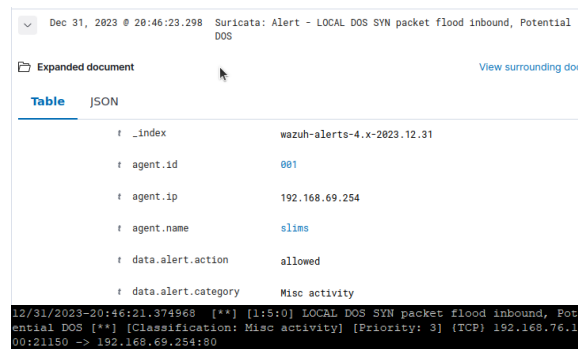 Dec 31, 2023 @ 20:46:23.298 Suricata: Alert - LOCAL DOS SYN packet flood inbound, Potential
DOS
Expanded document View surrounding doc
Table JSON
t _index wazuh-alerts-4.x-2023.12.31
t agent.id 001
t agent.ip 192.168.69.254
t agent.name slims
t data.alert.action allowed
t data.alert.category Misc activity
12/31/2023-20:46:21.374968 [**] [1:5:0] LOCAL DOS SYN packet flood inbound, Pot
ential DOS [**] [Classification: Misc activity] [Priority: 3] {TCP} 192.168.76.1
00:21150 -> 192.168.69.254:80